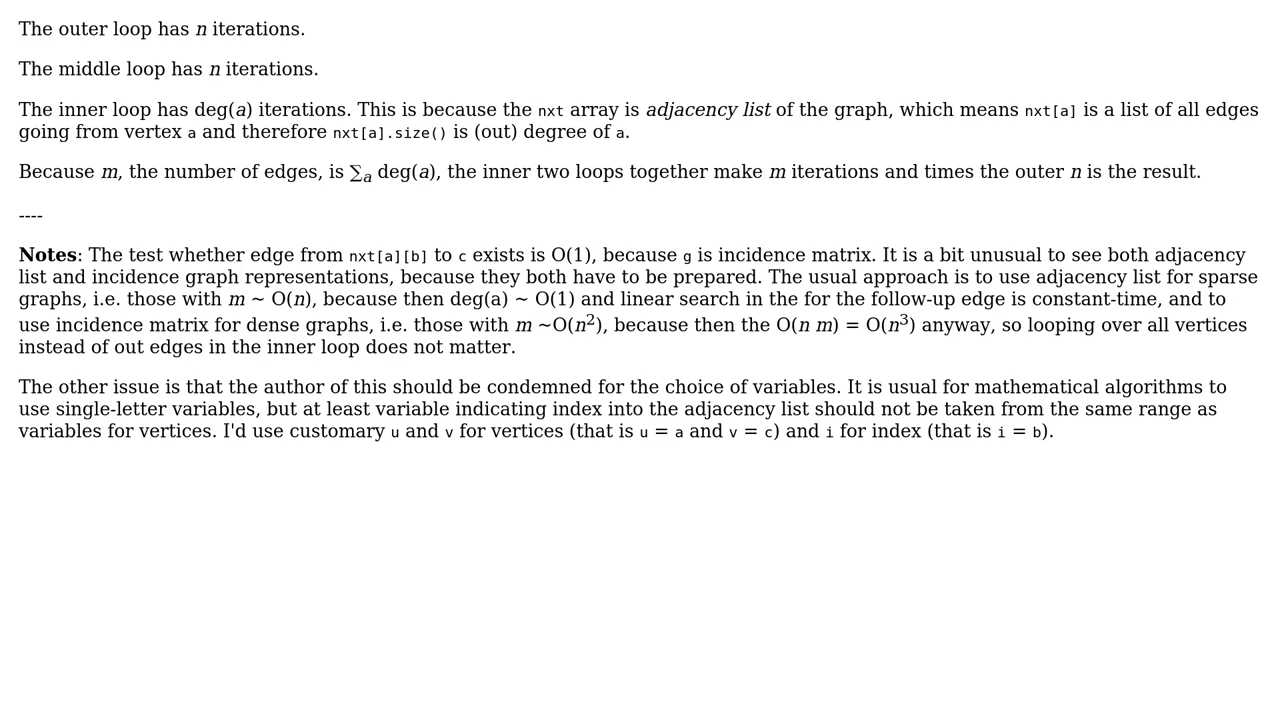 The outer loop has n iterations.
The middle loop has n iterations.
The inner loop has deg(a) iterations. This is because the nxt array is adjacency list of the graph, which means nxt[a] is a list of all edges
going from vertex a and therefore nxt[a].size() is (out) degree of a.
Because m, the number of edges, is ∑a deg(a), the inner two loops together make m iterations and times the outer n is the result.
----
Notes: The test whether edge from nxt[a][b] to c exists is O(1), because g is incidence matrix. It is a bit unusual to see both adjacency
list and incidence graph representations, because they both have to be prepared. The usual approach is to use adjacency list for sparse
graphs, i.e. those with m ~ O(n), because then deg(a) ~ O(1) and linear search in the for the follow-up edge is constant-time, and to
use incidence matrix for dense graphs, i.e. those with m ~O(n2), because then the O(n m) = O(n3) anyway, so looping over all vertices
instead of out edges in the inner loop does not matter.
The other issue is that the author of this should be condemned for the choice of variables. It is usual for mathematical algorithms to
use single-letter variables, but at least variable indicating index into the adjacency list should not be taken from the same range as
variables for vertices. I'd use customary u and v for vertices (that is u = a and v = c) and i for index (that is i = b).